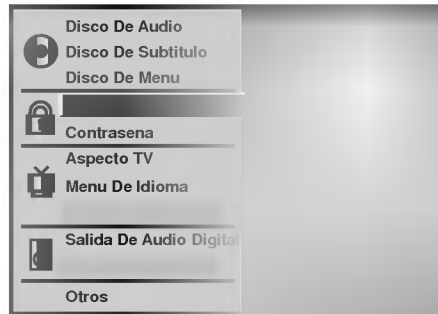 Disco De Audio
Disco De Subtitulo
Disco De Menu
Contrasena
Aspecto TV
Menu De Idioma
Salida De Audio Digital
Otros